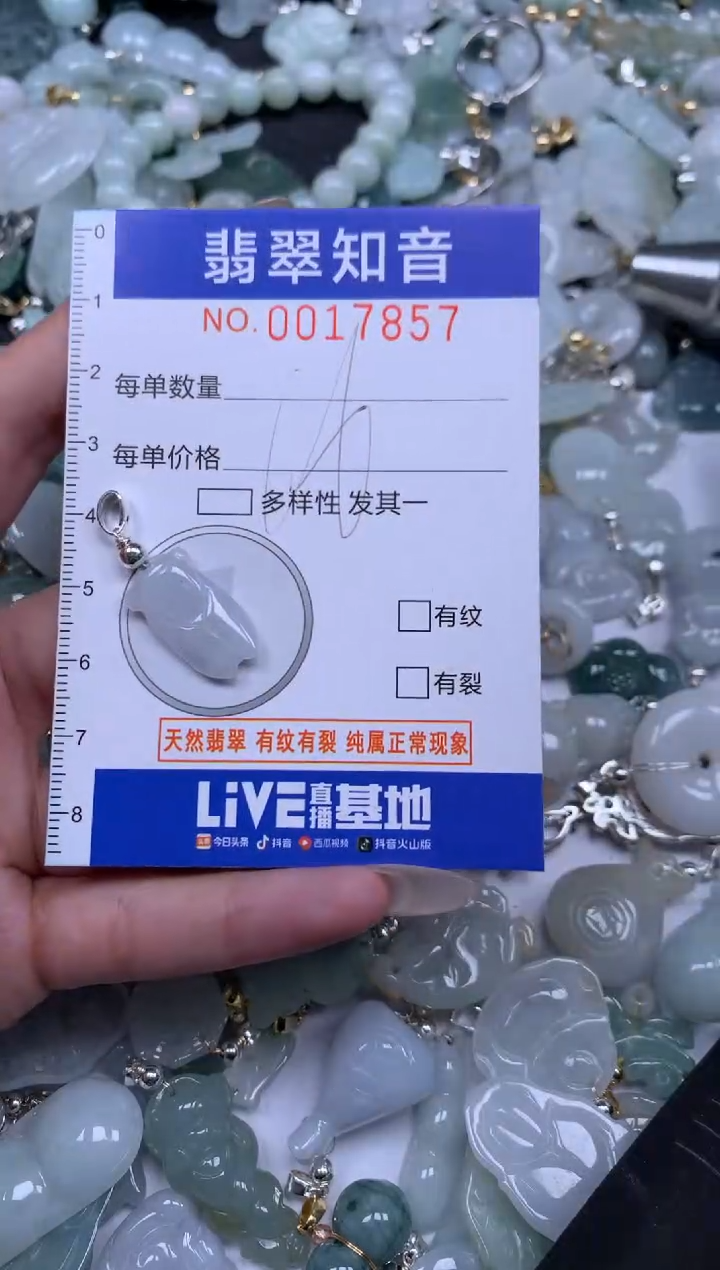 翡翠知音
NO. 0017857
每单数量
每单价格
多样性 发其一
有纹
有裂
天然翡翠 有纹有裂 纯属正常现象
LiVE直播基地
今日头条 抖音 西瓜视频 抖音火山版
0
1
2
3
4
5
6
7
8